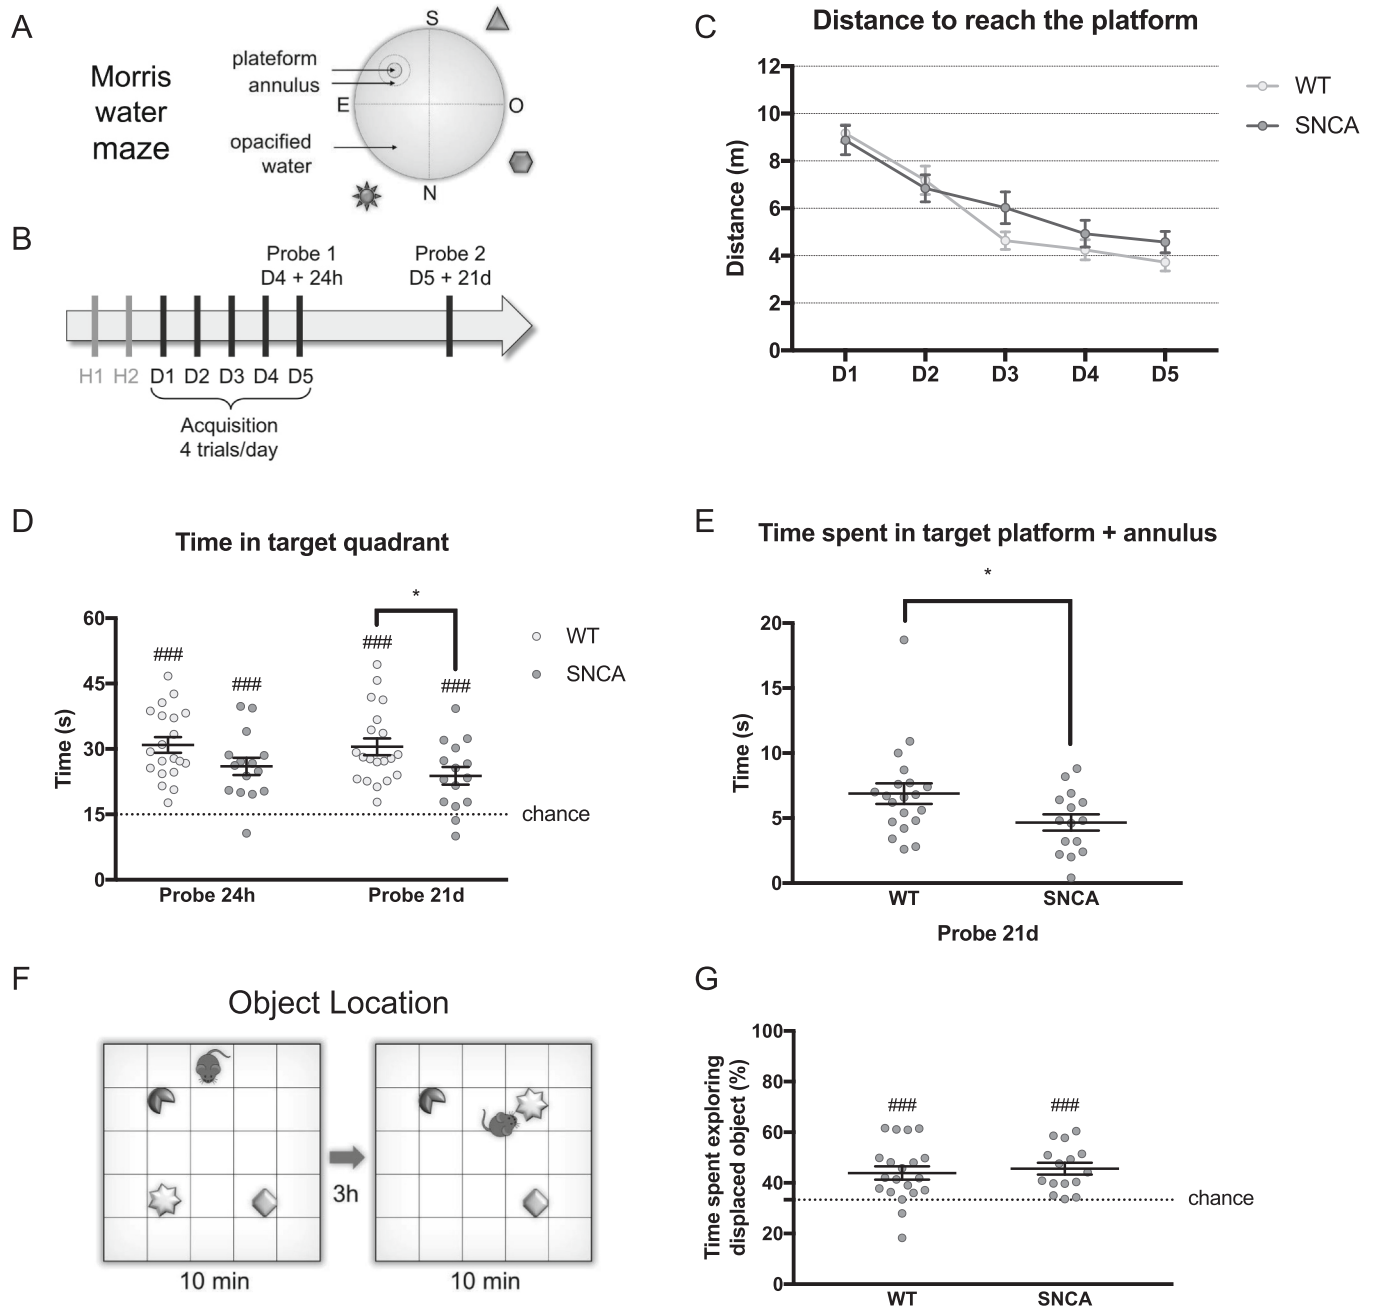 A
Morris
water
maze
plateform
annulus
opacified
water
S
E
O
N
B
Probe 1
D4 + 24h
Probe 2
D5 + 21d
H1 H2 D1 D2 D3 D4 D5
Acquisition
4 trials/day
C
Distance to reach the platform
Distance (m)
12
10
8
6
4
2
0
D1 D2 D3 D4 D5
WT
SNCA
D
Time in target quadrant
Time (s)
60
45
30
15
0
###
###
###
###
*
chance
Probe 24h
Probe 21d
WT
SNCA
E
Time spent in target platform + annulus
*
Time (s)
20
15
10
5
0
WT
SNCA
Probe 21d
F
Object Location
3h
10 min
10 min
G
Time spent exploring
displaced object (%)
100
80
60
40
20
0
###
###
chance
WT
SNCA